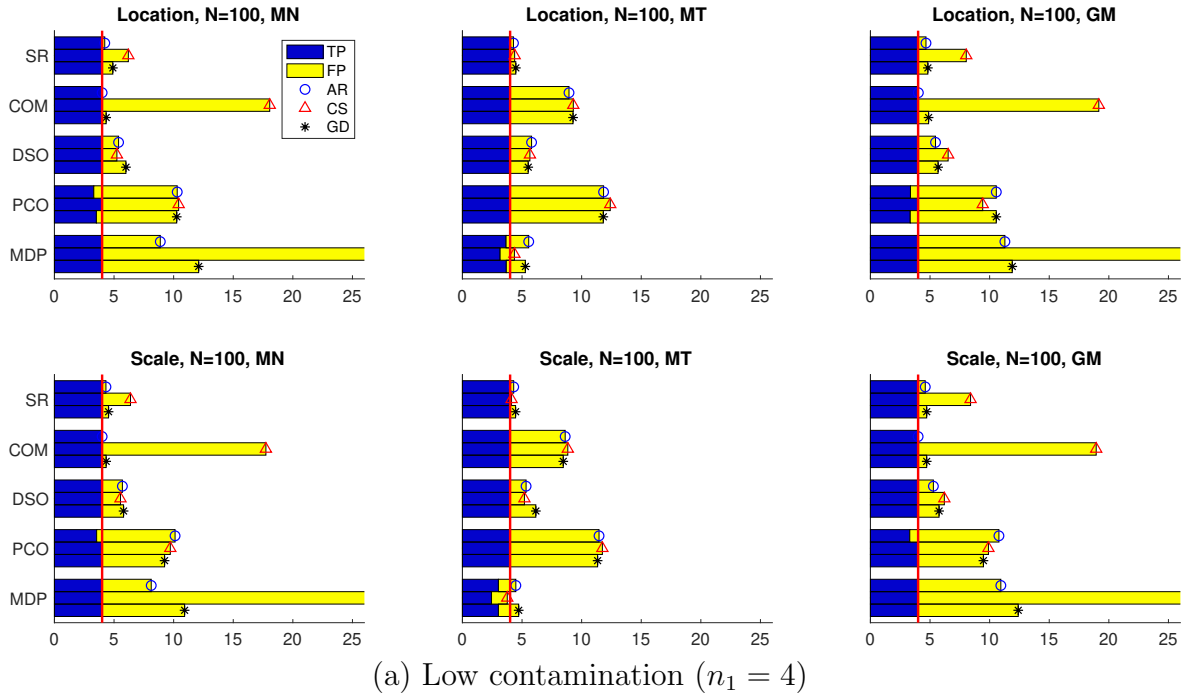 Location, N=100, MN
Location, N=100, MT
Location, N=100, GM
SR
COM
DSO
PCO
MDP
TP
FP
AR
CS
GD
0 5 10 15 20 25
0 5 10 15 20 25
0 5 10 15 20 25
Scale, N=100, MN
Scale, N=100, MT
Scale, N=100, GM
SR
COM
DSO
PCO
MDP
0 5 10 15 20 25
0 5 10 15 20 25
0 5 10 15 20 25
(a) Low contamination (n₁ = 4)